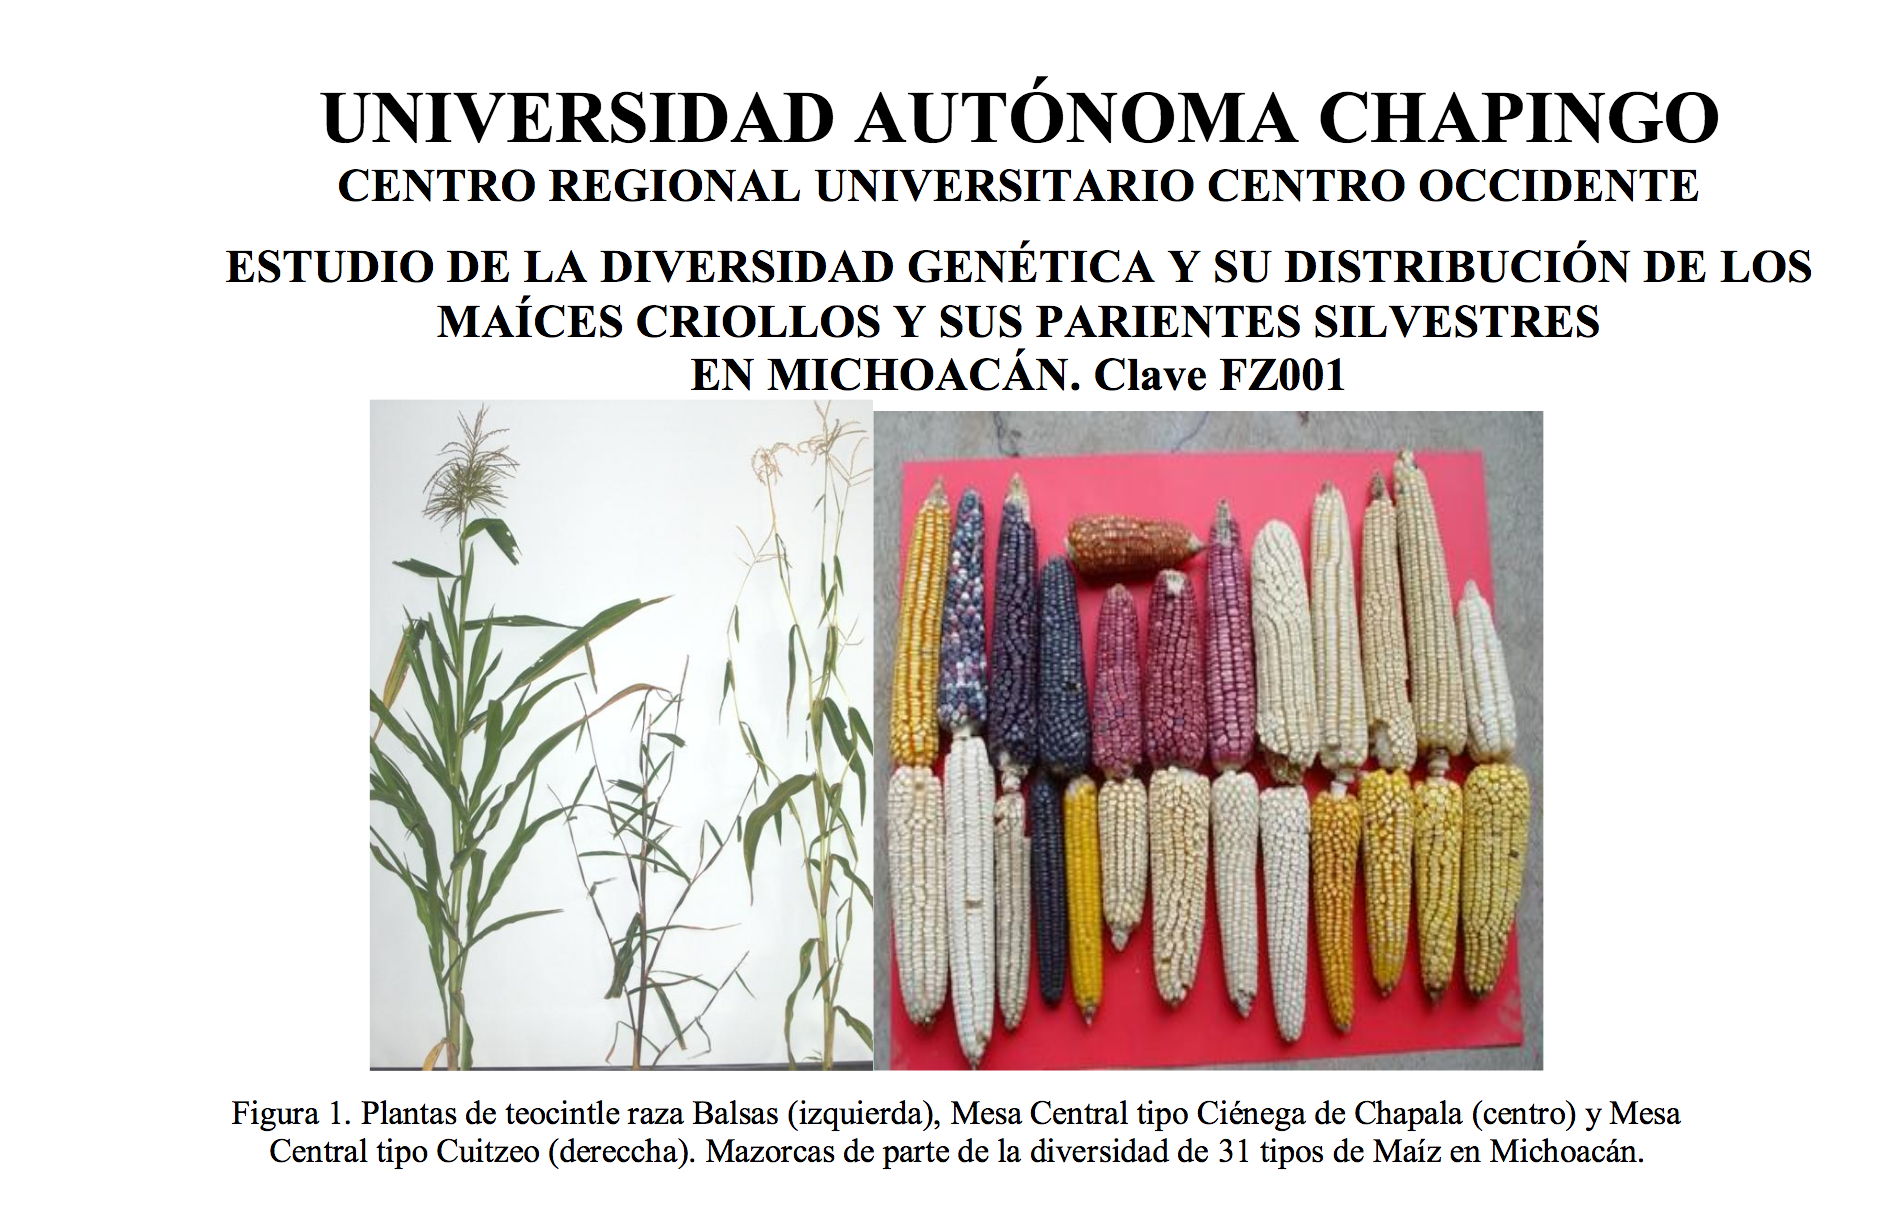 UNIVERSIDAD AUTÓNOMA CHAPINGO
CENTRO REGIONAL UNIVERSITARIO CENTRO OCCIDENTE
ESTUDIO DE LA DIVERSIDAD GENÉTICA Y SU DISTRIBUCIÓN DE LOS
MAÍCES CRIOLLOS Y SUS PARIENTES SILVESTRES
EN MICHOACÁN. Clave FZ001
Figura 1. Plantas de teocintle raza Balsas (izquierda), Mesa Central tipo Ciénega de Chapala (centro) y Mesa
Central tipo Cuitzeo (dereccha). Mazorcas de parte de la diversidad de 31 tipos de Maíz en Michoacán.